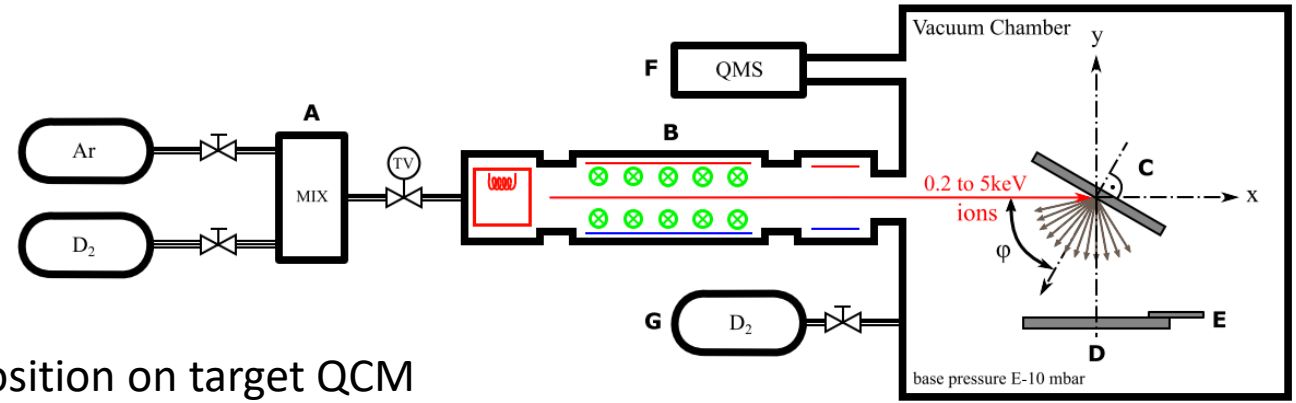 Vacuum Chamber
y
F
QMS
A
B
Ar
TV
C
MIX
0.2 to 5keV
ions
x
D₂
φ
G
D₂
E
D
base pressure E-10 mbar
osition on target QCM